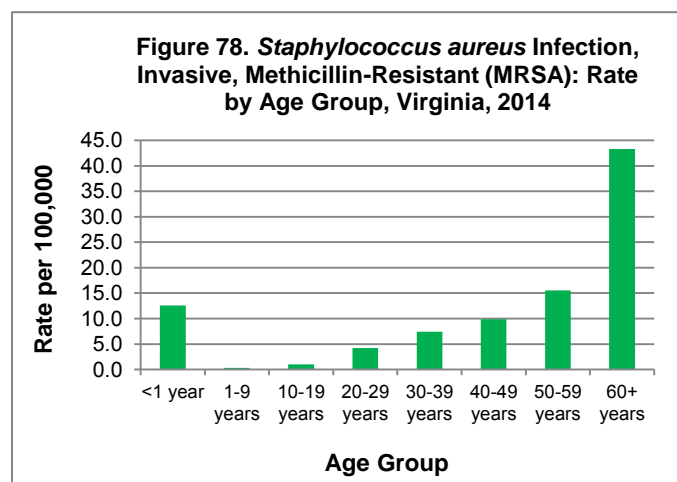 Figure 78. Staphylococcus aureus Infection,
Invasive, Methicillin-Resistant (MRSA): Rate
by Age Group, Virginia, 2014
Rate per 100,000
45.0
40.0
35.0
30.0
25.0
20.0
15.0
10.0
5.0
0.0
<1 year 1-9 10-19 20-29 30-39 40-49 50-59 60+
years years years years years years years
Age Group